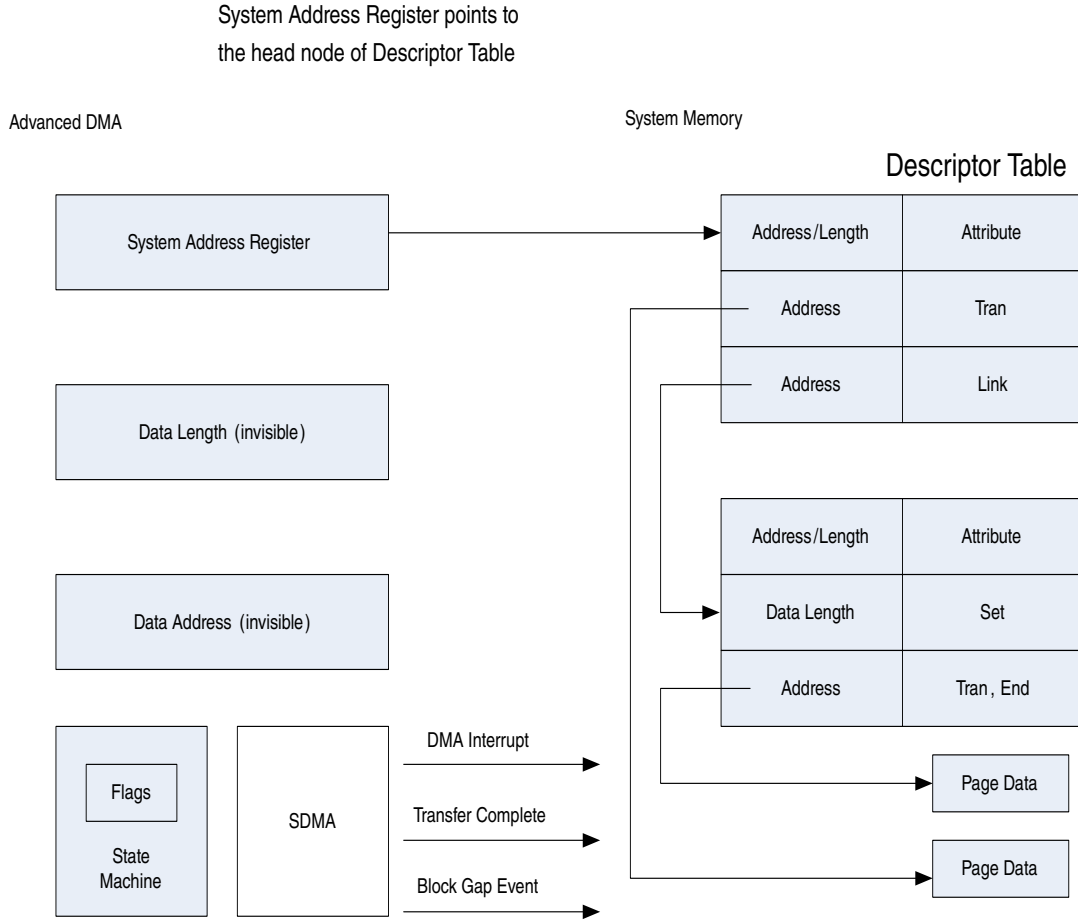 System Address Register points to
the head node of Descriptor Table
Advanced DMA
System Memory
Descriptor Table
System Address Register
Address/Length
Attribute
Address
Tran
Address
Link
Data Length (invisible)
Address/Length
Attribute
Data Address (invisible)
Data Length
Set
Address
Tran, End
DMA Interrupt
Flags
Page Data
SDMA
Transfer Complete
State
Machine
Page Data
Block Gap Event